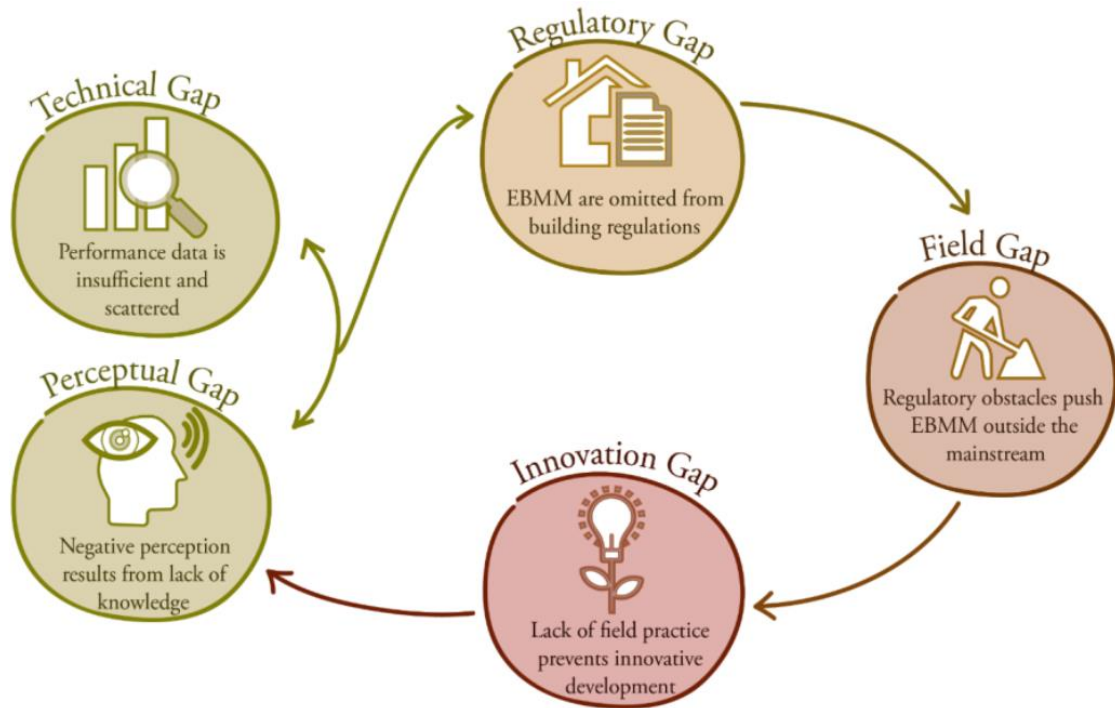 Technical Gap
Performance data is
insufficient and
scattered
Perceptual Gap
Negative perception
results from lack of
knowledge
Regulatory Gap
EBMM are omitted from
building regulations
Field Gap
Regulatory obstacles push
EBMM outside the
mainstream
Innovation Gap
Lack of field practice
prevents innovative
development